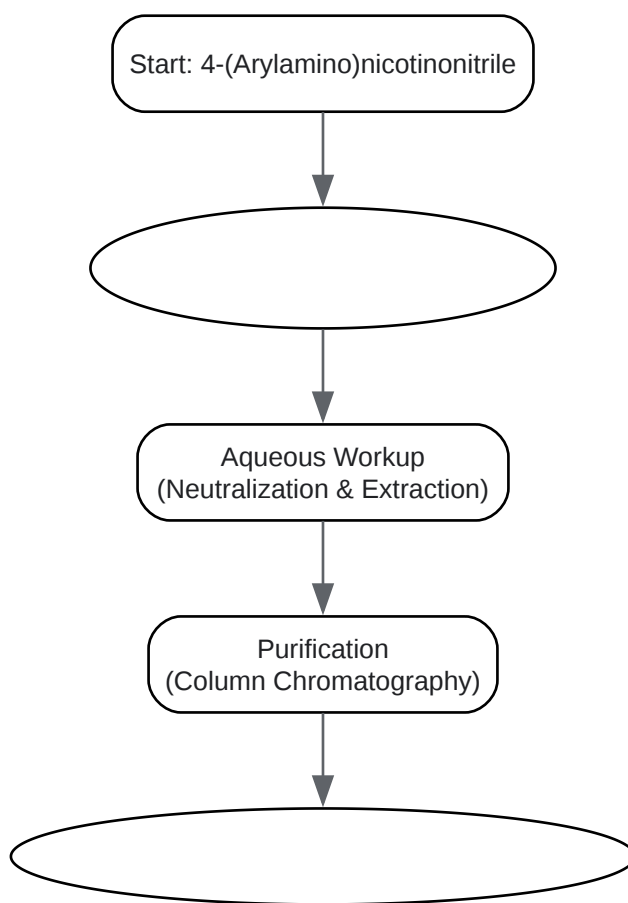 Start: 4-(Arylamino)nicotinonitrile
Aqueous Workup
(Neutralization & Extraction)
Purification
(Column Chromatography)